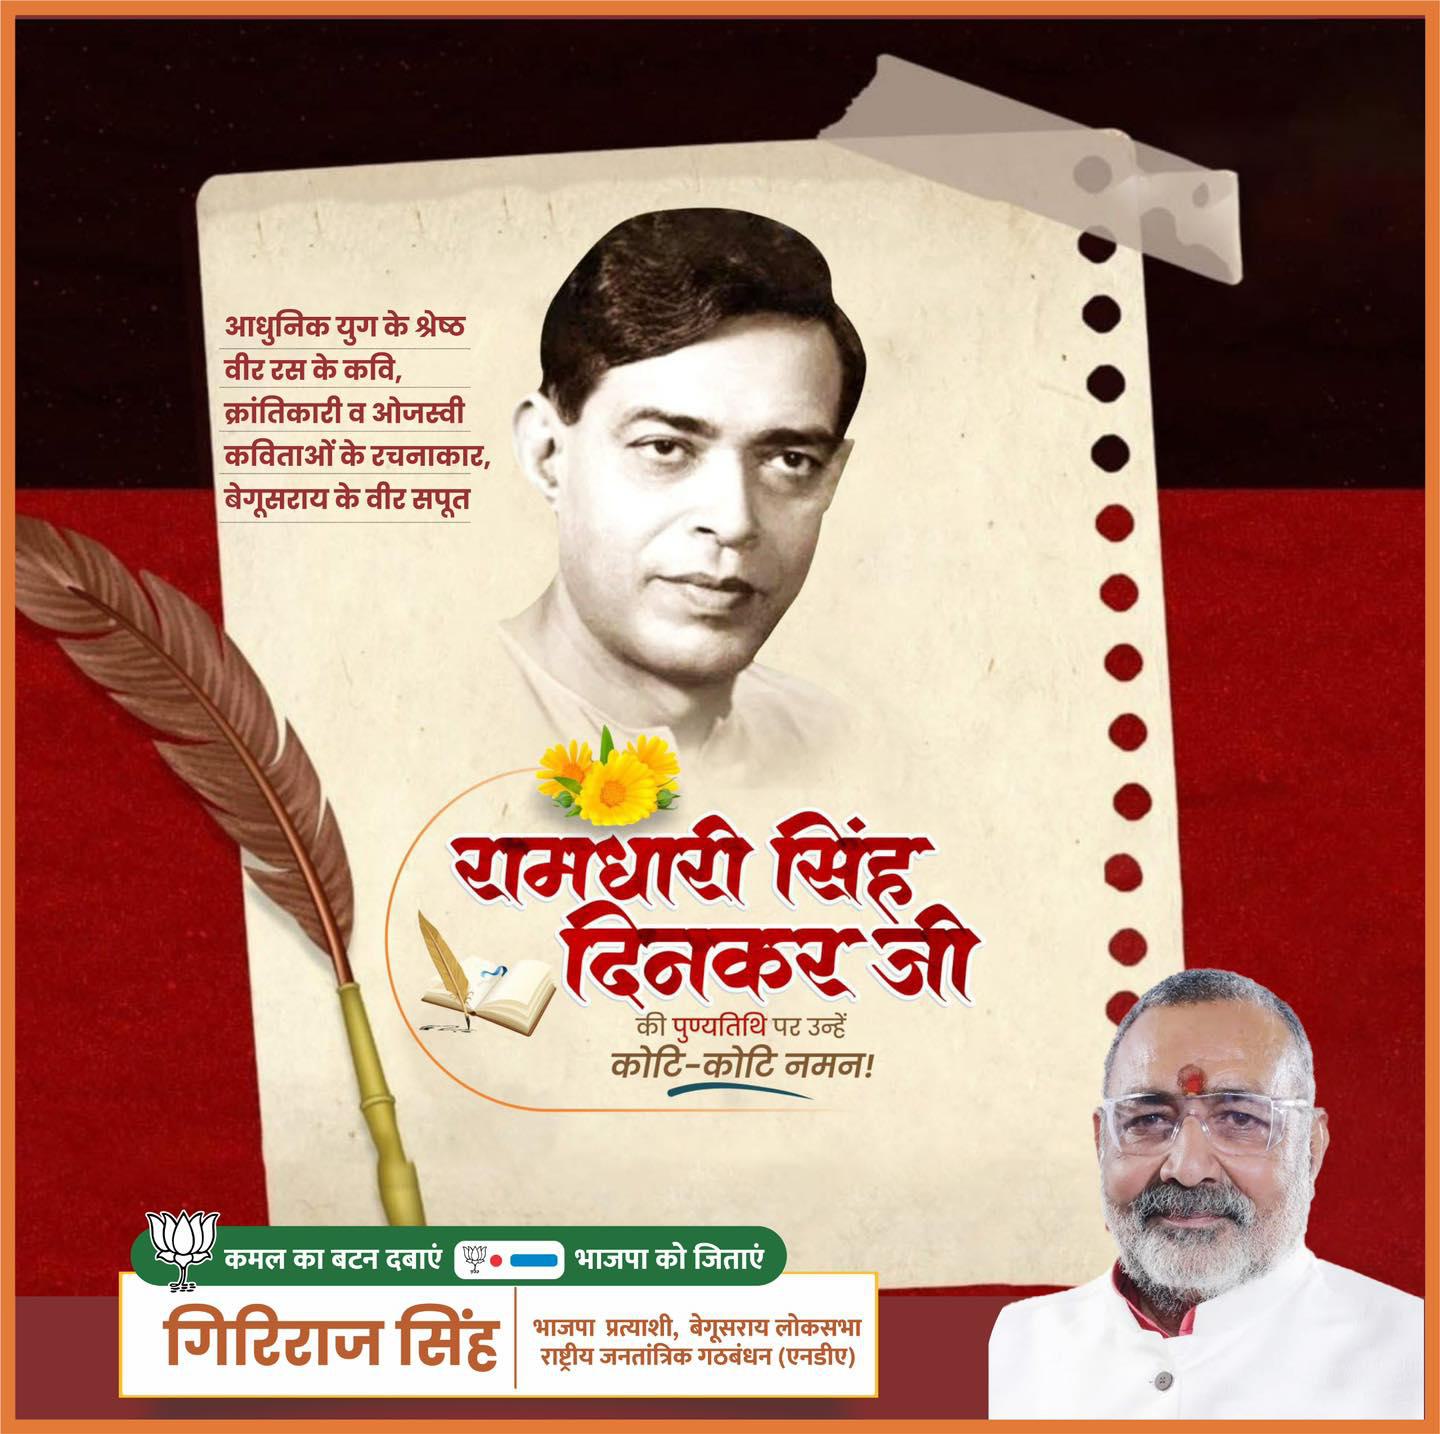 आधुनिक युग के श्रेष्ठ
वीर रस के कवि,
क्रांतिकारी व ओजस्वी
कविताओं के रचनाकार,
बेगूसराय के वीर सपूत
रामधारी सिंह
दिनकर जी
की पुण्यतिथि पर उन्हें
कोटि-कोटि नमन!
कमल का बटन दबाएं भाजपा को जिताएं
गिरिराज सिंह
भाजपा प्रत्याशी, बेगूसराय लोकसभा
राष्ट्रीय जनतांत्रिक गठबंधन (एनडीए)